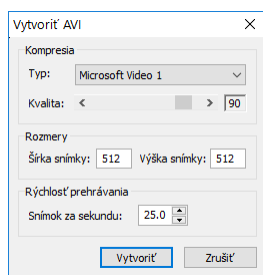 Vytvoriť AVI
Kompresia
Typ: Microsoft Video 1
Kvalita: 90
Rozmery
Šírka snímky: 512 Výška snímky: 512
Rýchlosť prehrávania
Snímok za sekundu: 25.0
Vytvoriť Zrušiť